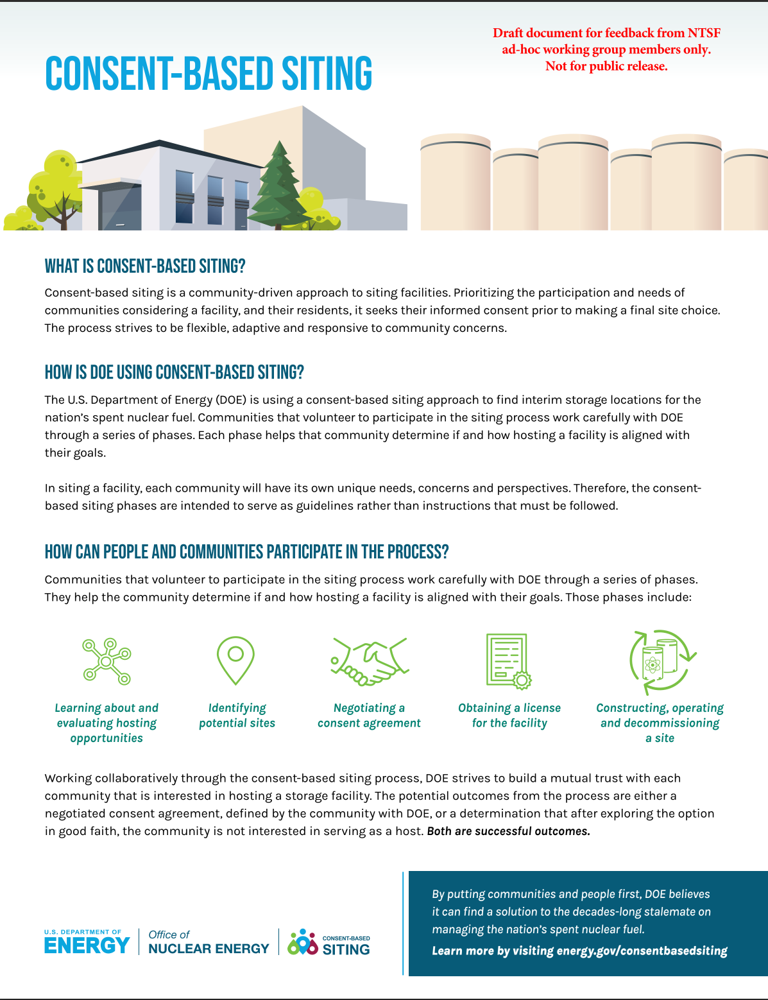 Draft document for feedback from NTSF
ad-hoc working group members only.
Not for public release.
CONSENT-BASED SITING
WHAT IS CONSENT-BASED SITING?
Consent-based siting is a community-driven approach to siting facilities. Prioritizing the participation and needs of
communities considering a facility, and their residents, it seeks their informed consent prior to making a final site choice.
The process strives to be flexible, adaptive and responsive to community concerns.
HOW IS DOE USING CONSENT-BASED SITING?
The U.S. Department of Energy (DOE) is using a consent-based siting approach to find interim storage locations for the
nation’s spent nuclear fuel. Communities that volunteer to participate in the siting process work carefully with DOE
through a series of phases. Each phase helps that community determine if and how hosting a facility is aligned with
their goals.
In siting a facility, each community will have its own unique needs, concerns and perspectives. Therefore, the consent-
based siting phases are intended to serve as guidelines rather than instructions that must be followed.
HOW CAN PEOPLE AND COMMUNITIES PARTICIPATE IN THE PROCESS?
Communities that volunteer to participate in the siting process work carefully with DOE through a series of phases.
They help the community determine if and how hosting a facility is aligned with their goals. Those phases include:
Learning about and
evaluating hosting
opportunities
Identifying
potential sites
Negotiating a
consent agreement
Obtaining a license
for the facility
Constructing, operating
and decommissioning
a site
Working collaboratively through the consent-based siting process, DOE strives to build a mutual trust with each
community that is interested in hosting a storage facility. The potential outcomes from the process are either a
negotiated consent agreement, defined by the community with DOE, or a determination that after exploring the option
in good faith, the community is not interested in serving as a host. Both are successful outcomes.
U.S. DEPARTMENT OF
ENERGY
Office of
NUCLEAR ENERGY
CONSENT-BASED
SITING
By putting communities and people first, DOE believes
it can find a solution to the decades-long stalemate on
managing the nation’s spent nuclear fuel.
Learn more by visiting energy.gov/consentbasedsiting